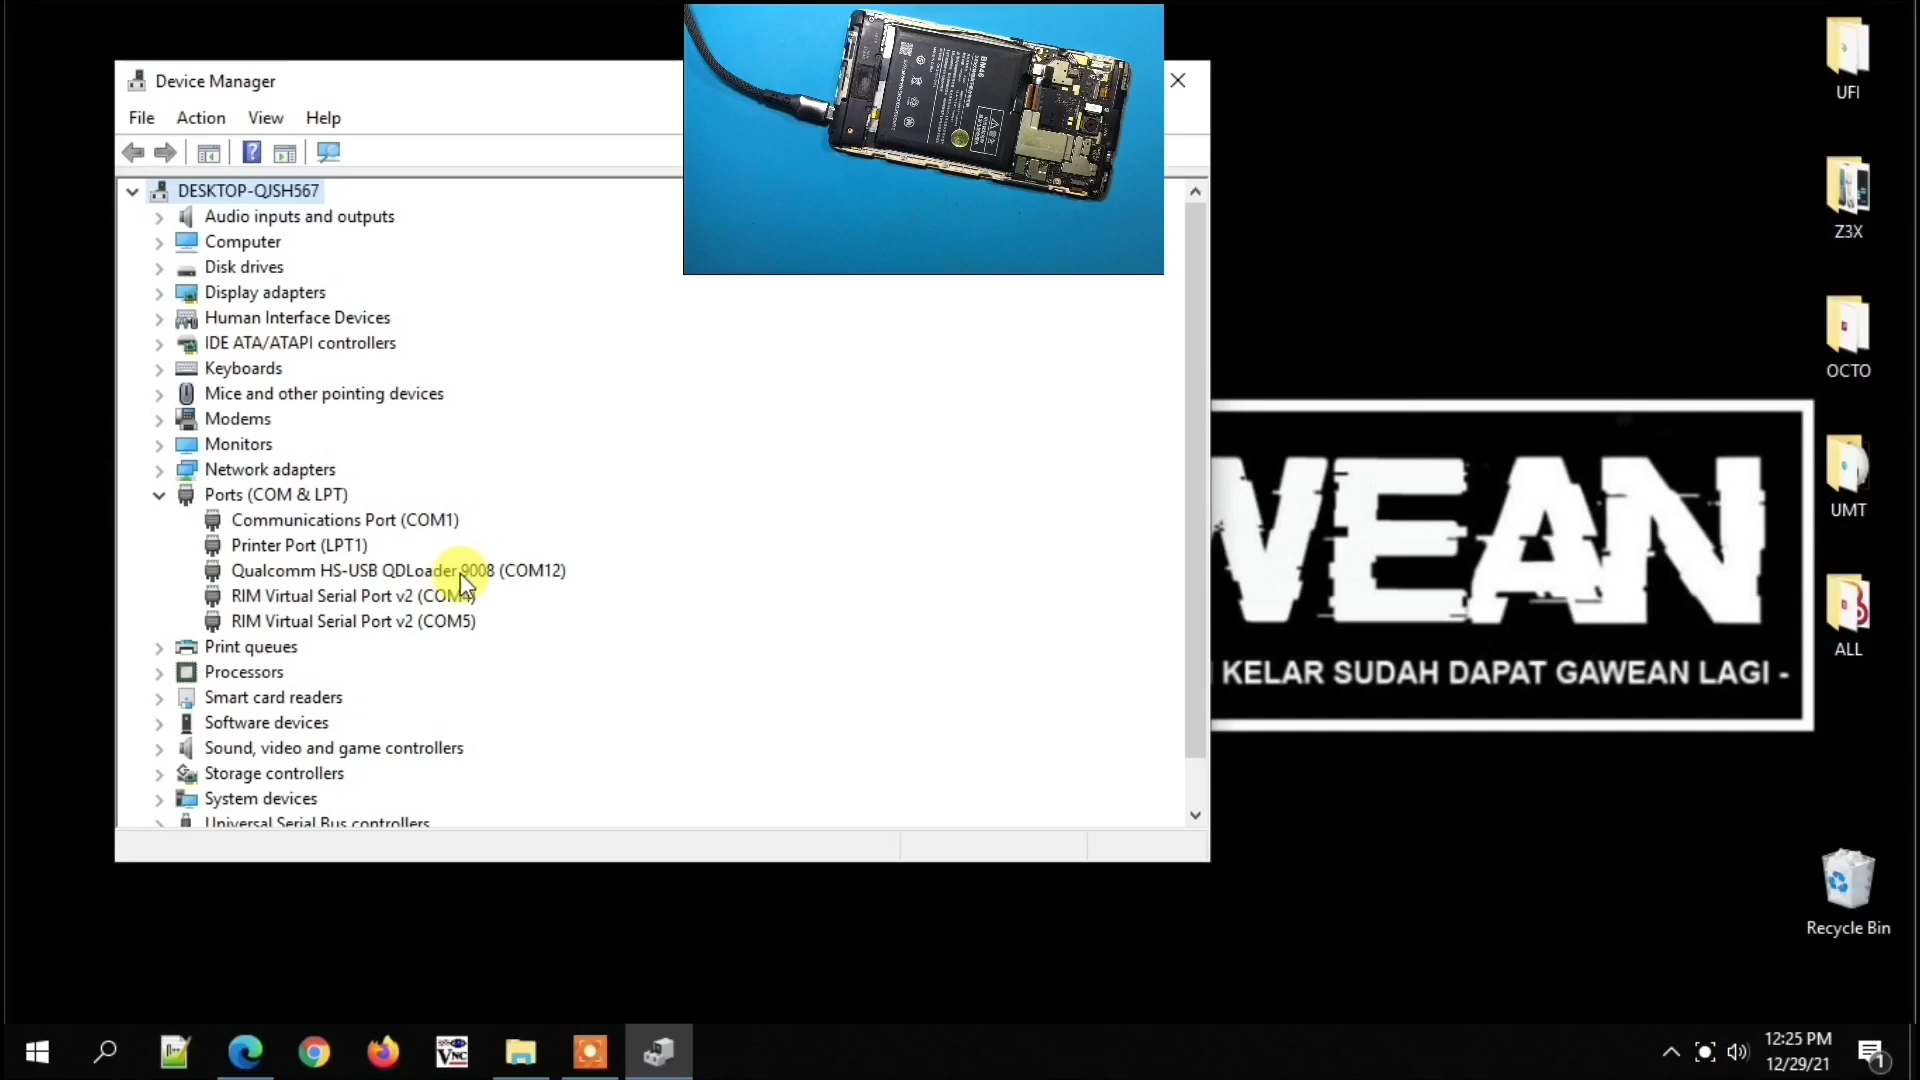 Device Manager
File Action View Help
DESKTOP-QJSH567
Audio inputs and outputs
Computer
Disk drives
Display adapters
Human Interface Devices
IDE ATA/ATAPI controllers
Keyboards
Mice and other pointing devices
Modems
Monitors
Network adapters
Ports (COM & LPT)
Communications Port (COM1)
Printer Port (LPT1)
Qualcomm HS-USB QDLoader 9008 (COM12)
RIM Virtual Serial Port v2 (COM4)
RIM Virtual Serial Port v2 (COM5)
Print queues
Processors
Smart card readers
Software devices
Sound, video and game controllers
Storage controllers
System devices
Universal Serial Bus controllers
BM46
WEAN
KELAR SUDAH DAPAT GAWEAN LAGI -
UFI
Z3X
OCTO
UMT
ALL
Recycle Bin
VNC
12:25 PM
12/29/21
1